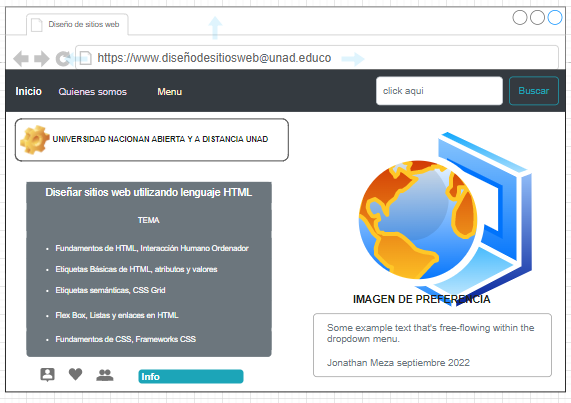 Diseño de sitios web
https://www.diseñodesitiosweb@unad.educo
Inicio Quienes somos Menu click aqui Buscar
UNIVERSIDAD NACIONAN ABIERTA Y A DISTANCIA UNAD
Diseñar sitios web utilizando lenguaje HTML
TEMA
• Fundamentos de HTML, Interacción Humano Ordenador
• Etiquetas Básicas de HTML, atributos y valores
• Etiquetas semánticas, CSS Grid
• Flex Box, Listas y enlaces en HTML
• Fundamentos de CSS, Frameworks CSS
Info
IMAGEN DE PREFERENCIA
Some example text that's free-flowing within the
dropdown menu.
Jonathan Meza septiembre 2022